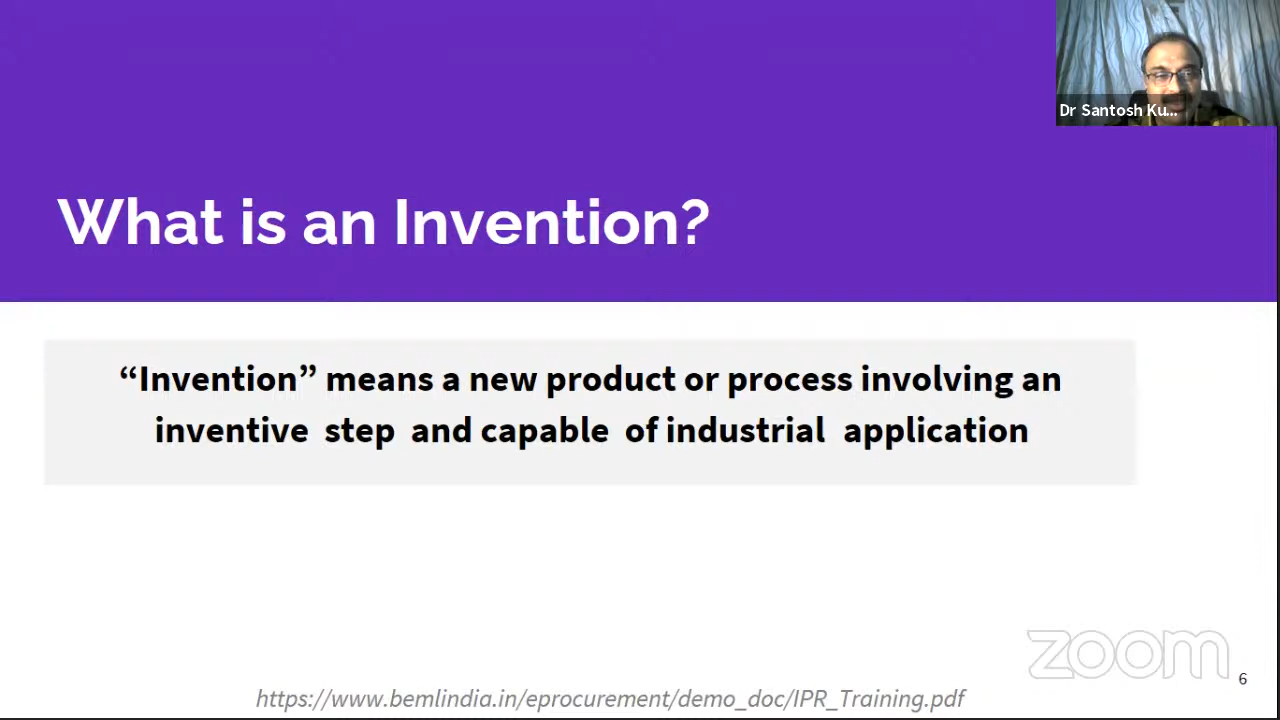 Dr Santosh Ku...
What is an Invention?
“Invention” means a new product or process involving an
inventive step and capable of industrial application
zoom
6
https://www.bemlindia.in/eprocurement/demo_doc/IPR_Training.pdf